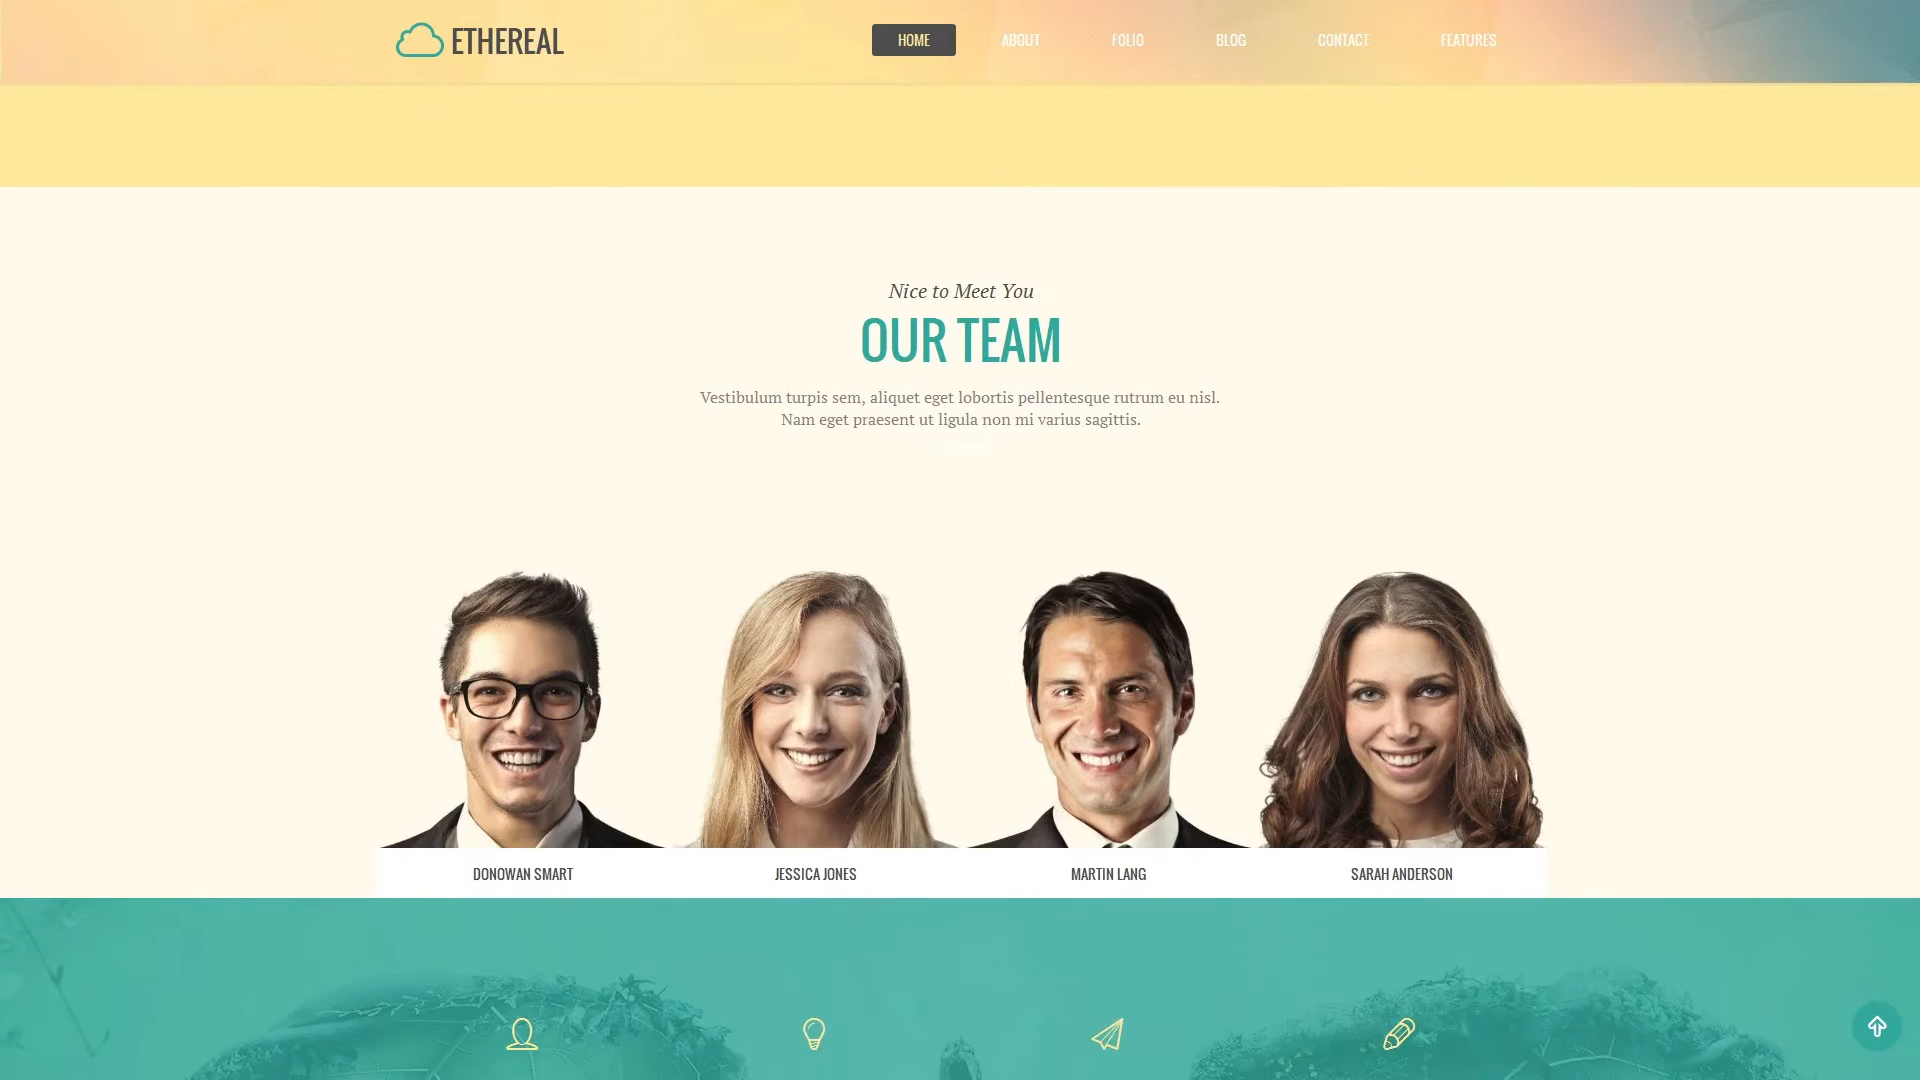 ETHEREAL
HOME
ABOUT
FOLIO
BLOG
CONTACT
FEATURES
Nice to Meet You
OUR TEAM
Vestibulum turpis sem, aliquet eget lobortis pellentesque rutrum eu nisl.
Nam eget praesent ut ligula non mi varius sagittis.
DONOWAN SMART
JESSICA JONES
MARTIN LANG
SARAH ANDERSON